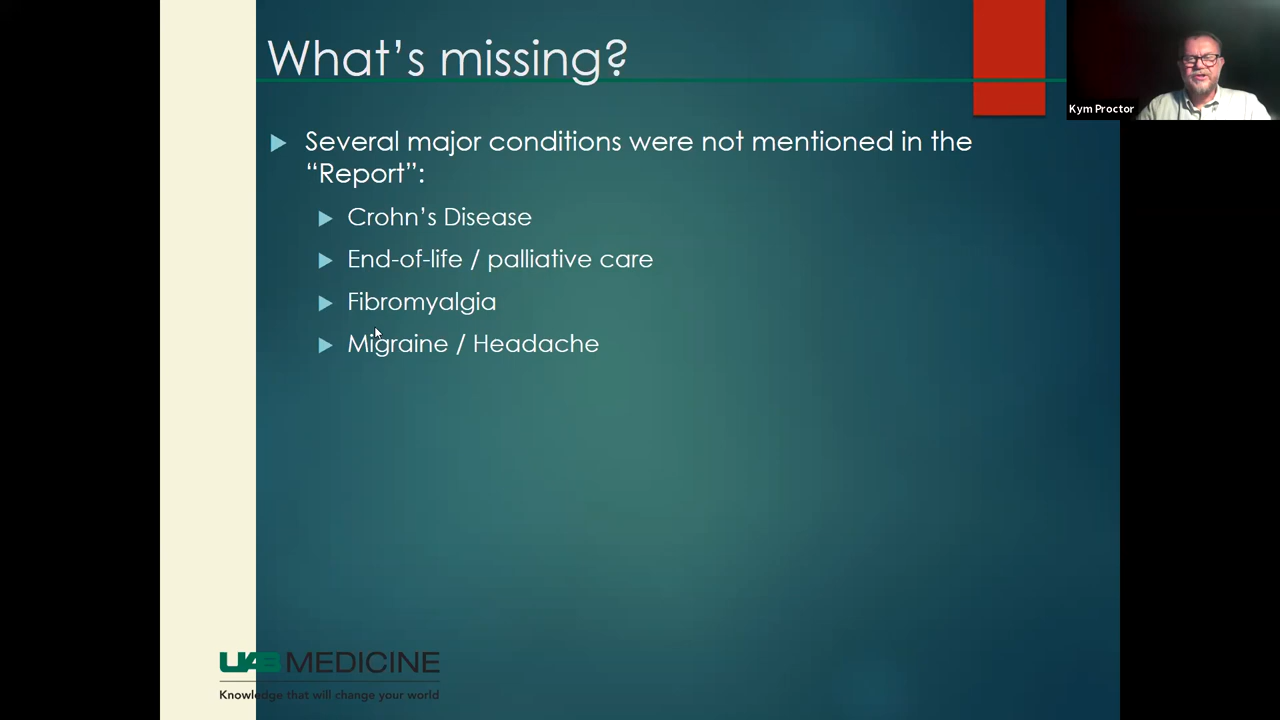 What's missing?
Kym Proctor
Several major conditions were not mentioned in the
“Report”:
Crohn's Disease
End-of-life / palliative care
Fibromyalgia
Migraine / Headache
UAB MEDICINE
Knowledge that will change your world